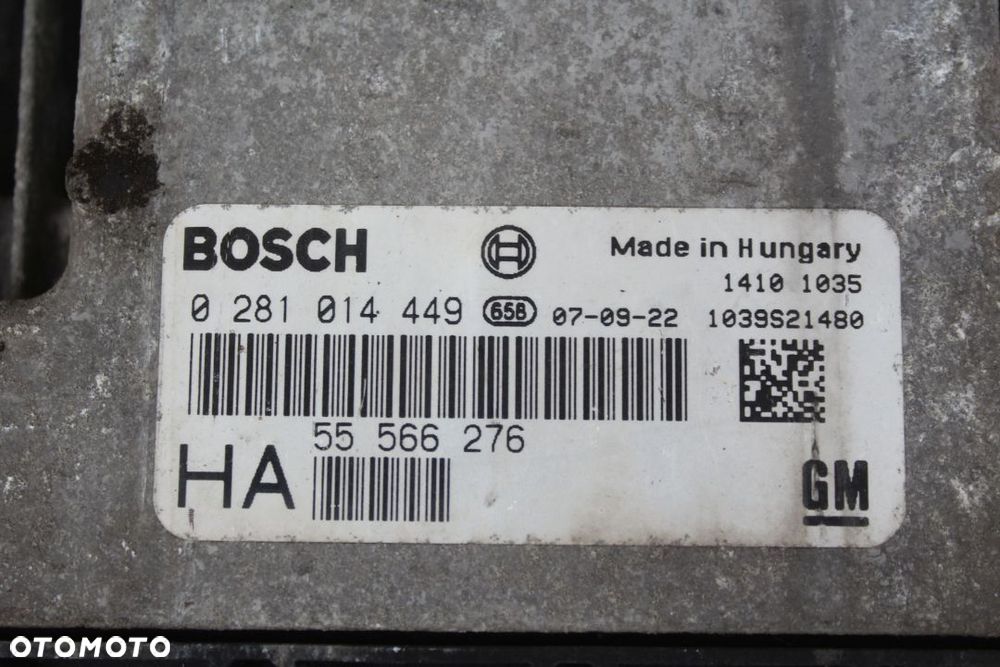 BOSCH
Made in Hungary
1410 1035
0 281 014 449 65B 07-09-22 1039S21480
55 566 276
HA
GM
OTOMOTO